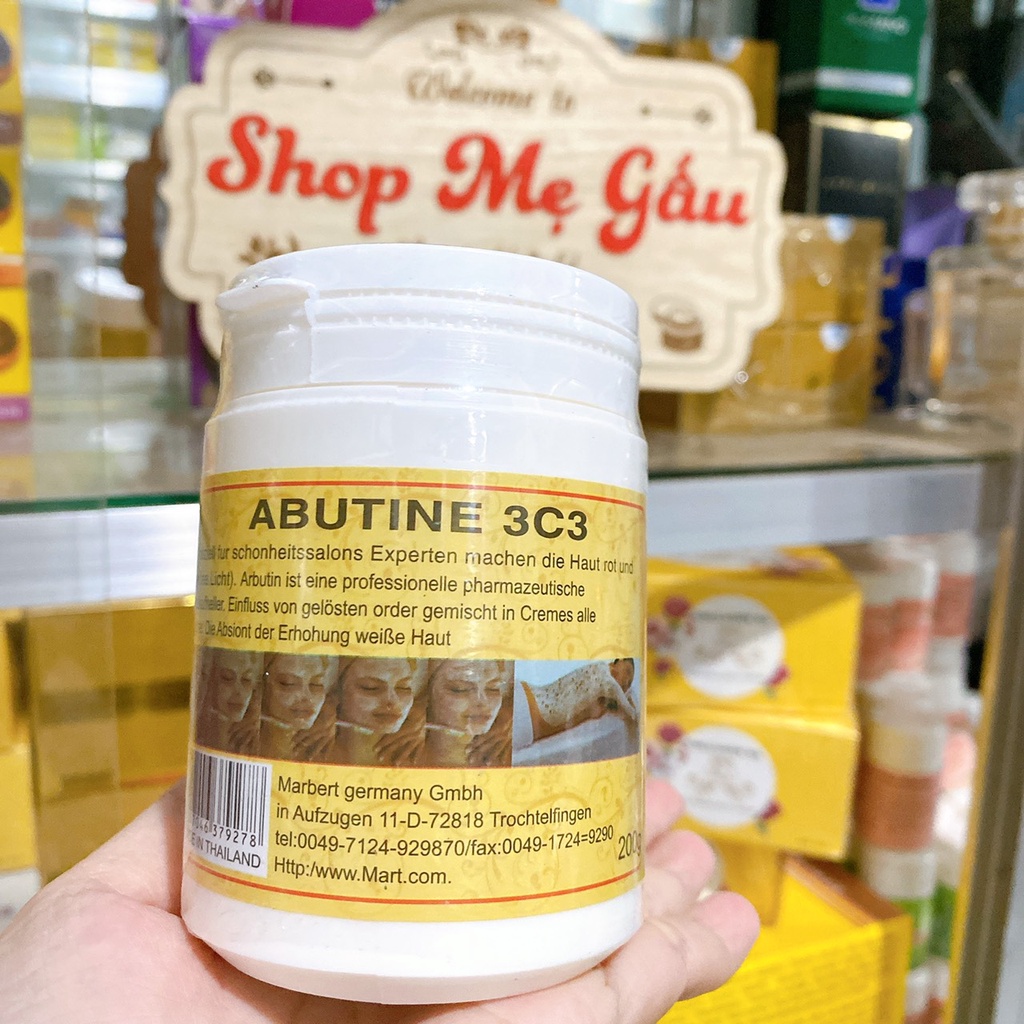 Welcome to
Shop Mẹ Gấu
ABUTINE 3C3
fur schonheitssalons Experten machen die Haut rot und
Licht). Arbutin ist eine professionelle pharmazeutische
Einfluss von gelösten order gemischt in Cremes alle
Die Absiont der Erhohung weiße Haut
379278
IN THAILAND
Marbert germany Gmbh
in Aufzugen 11-D-72818 Trochtelfingen
tel:0049-7124-929870/fax:0049-1724=9290
200g
Http:/www.Mart.com.